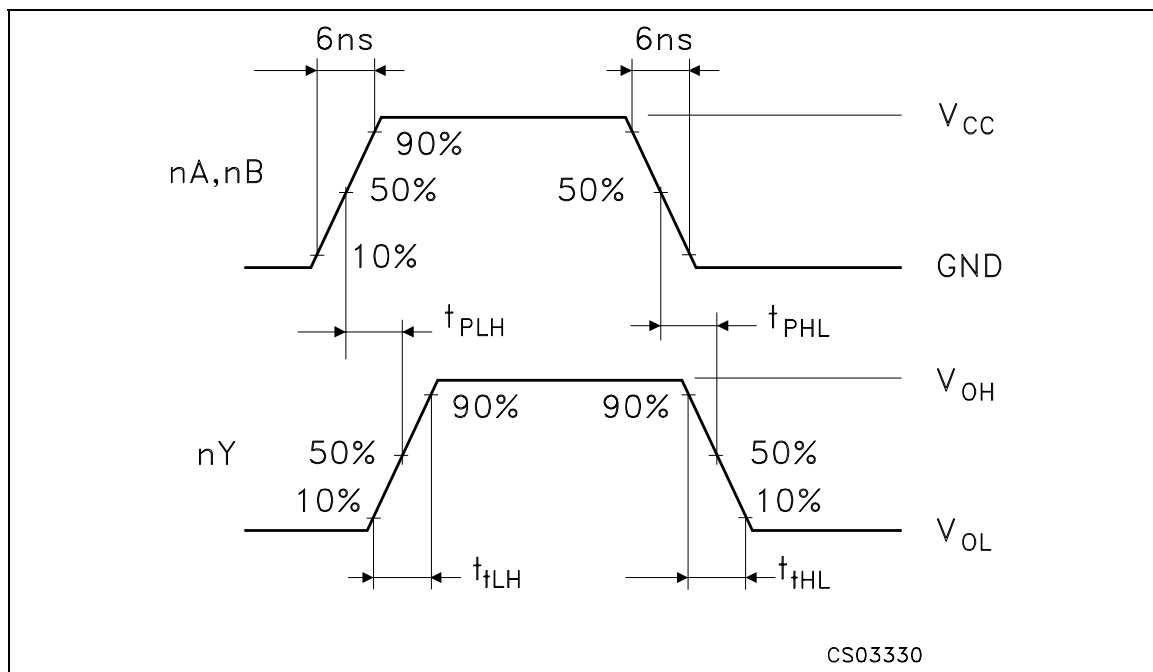 6ns 6ns
V_CC
90%
nA,nB
50% 50%
10%
GND
t_PLH t_PHL
V_OH
90% 90%
nY
50% 50%
10% 10%
V_OL
t_tLH t_tHL
CS03330